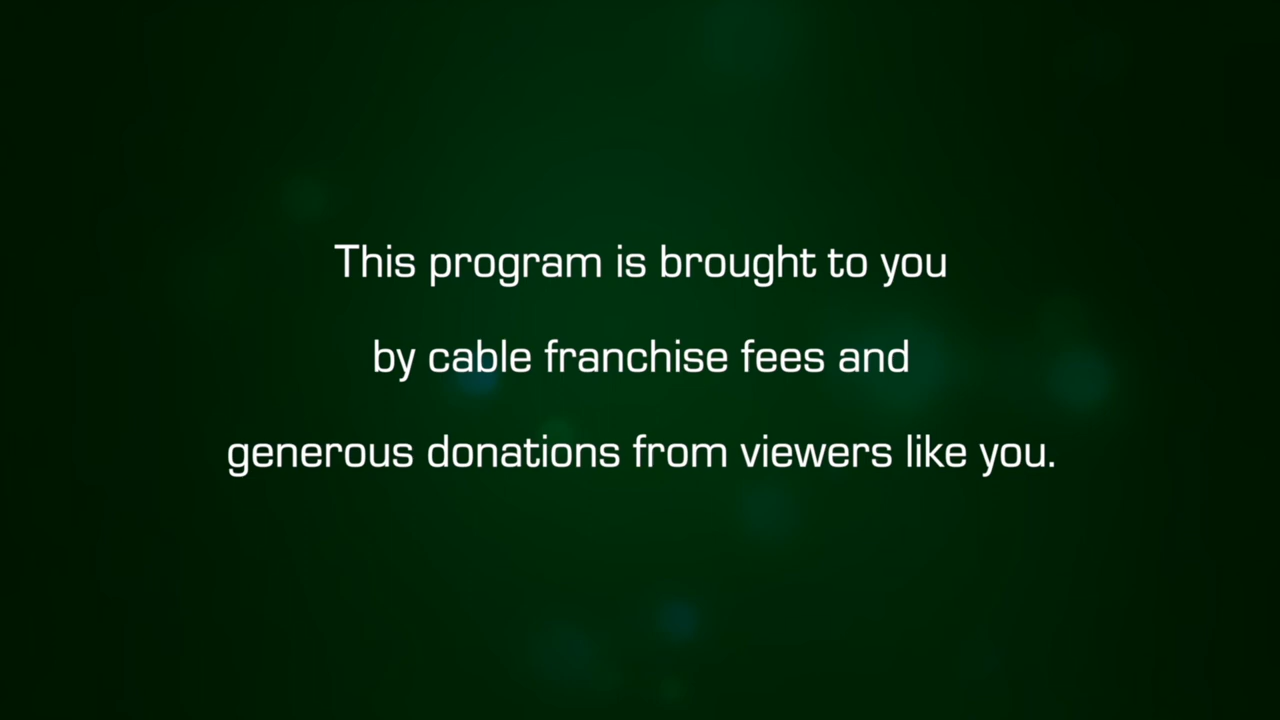 This program is brought to you
by cable franchise fees and
generous donations from viewers like you.